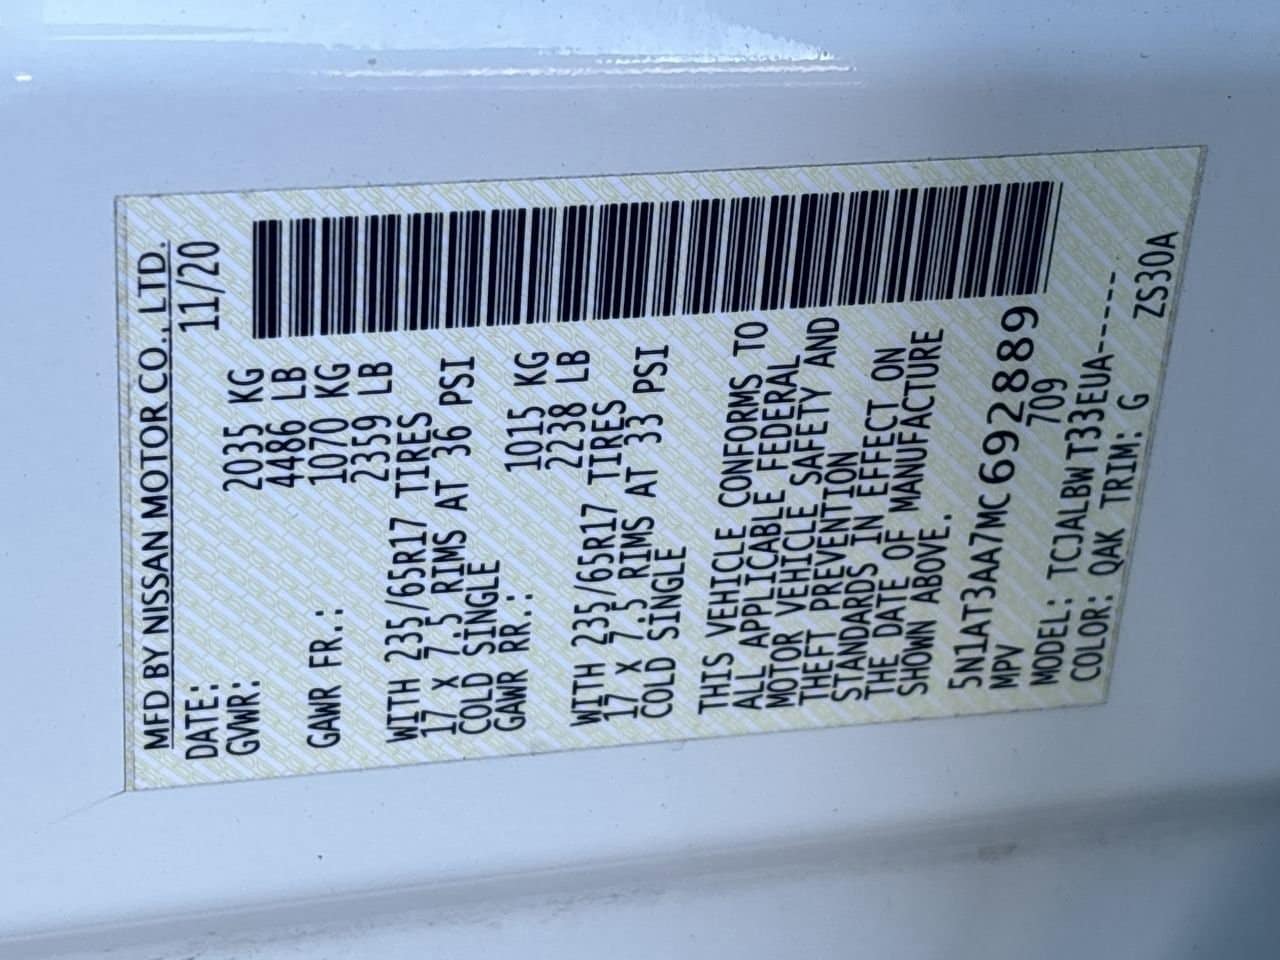 MFD BY NISSAN MOTOR CO., LTD.
DATE: 11/20
GVWR: 2035 KG
4486 LB
GAWR FR.: 1070 KG
2359 LB
WITH 235/65R17 TIRES
17 X 7.5 RIMS AT 36 PSI
COLD SINGLE
GAWR RR.: 1015 KG
2238 LB
WITH 235/65R17 TIRES
17 X 7.5 RIMS AT 33 PSI
COLD SINGLE
THIS VEHICLE CONFORMS TO
ALL APPLICABLE FEDERAL
MOTOR VEHICLE SAFETY AND
THEFT PREVENTION
STANDARDS IN EFFECT ON
THE DATE OF MANUFACTURE
SHOWN ABOVE.
5N1AT3AA7MC692889
MPV 709
MODEL: TCJALBWT33EUA-----
COLOR: QAK TRIM: G ZS30A